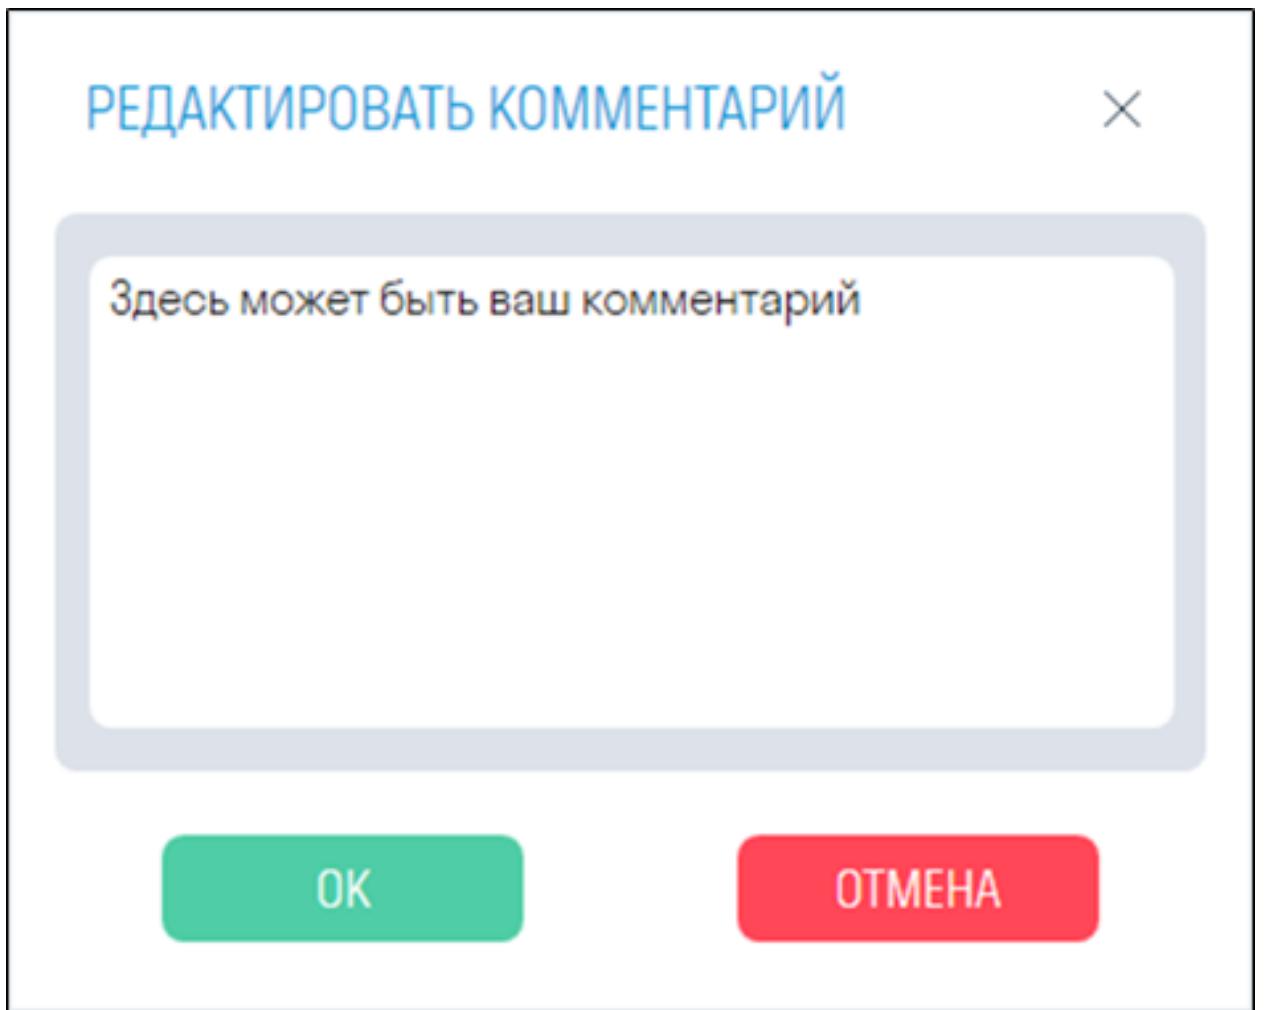 РЕДАКТИРОВАТЬ КОММЕНТАРИЙ
Здесь может быть ваш комментарий
ОК
ОТМЕНА